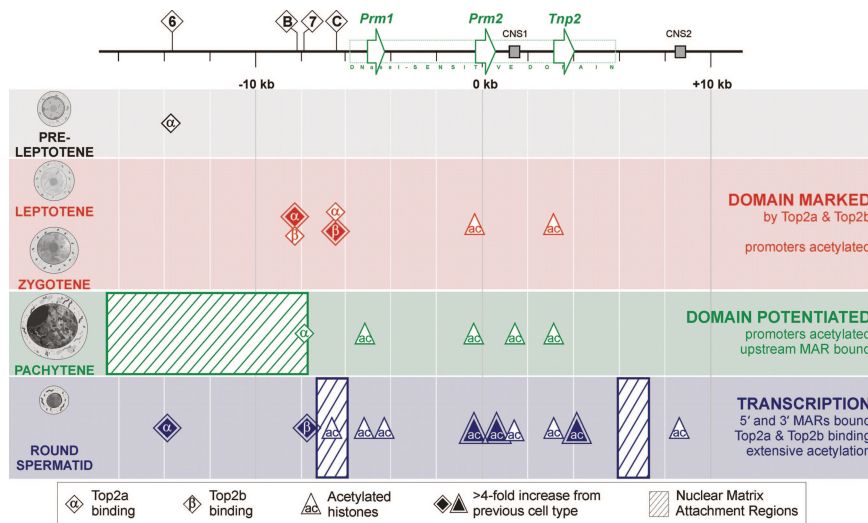 6 B 7 C Prm1 Prm2 Tnp2
CNS1 CNS2
DNaseI-SENSITIVE DOMAIN
-10 kb 0 kb +10 kb
α
PRE-
LEPTOTENE
LEPTOTENE
α α
β β
ac ac
ZYGOTENE
DOMAIN MARKED
by Top2a & Top2b
promoters acetylated
PACHYTENE
α ac ac ac ac
DOMAIN POTENTIATED
promoters acetylated
upstream MAR bound
ROUND
SPERMATID
α β ac ac ac ac ac ac ac ac ac
TRANSCRIPTION
5′ and 3′ MARs bound
Top2a & Top2b binding
extensive acetylation
α Top2a
binding
β Top2b
binding
ac Acetylated
histones
>4-fold increase from
previous cell type
Nuclear Matrix
Attachment Regions